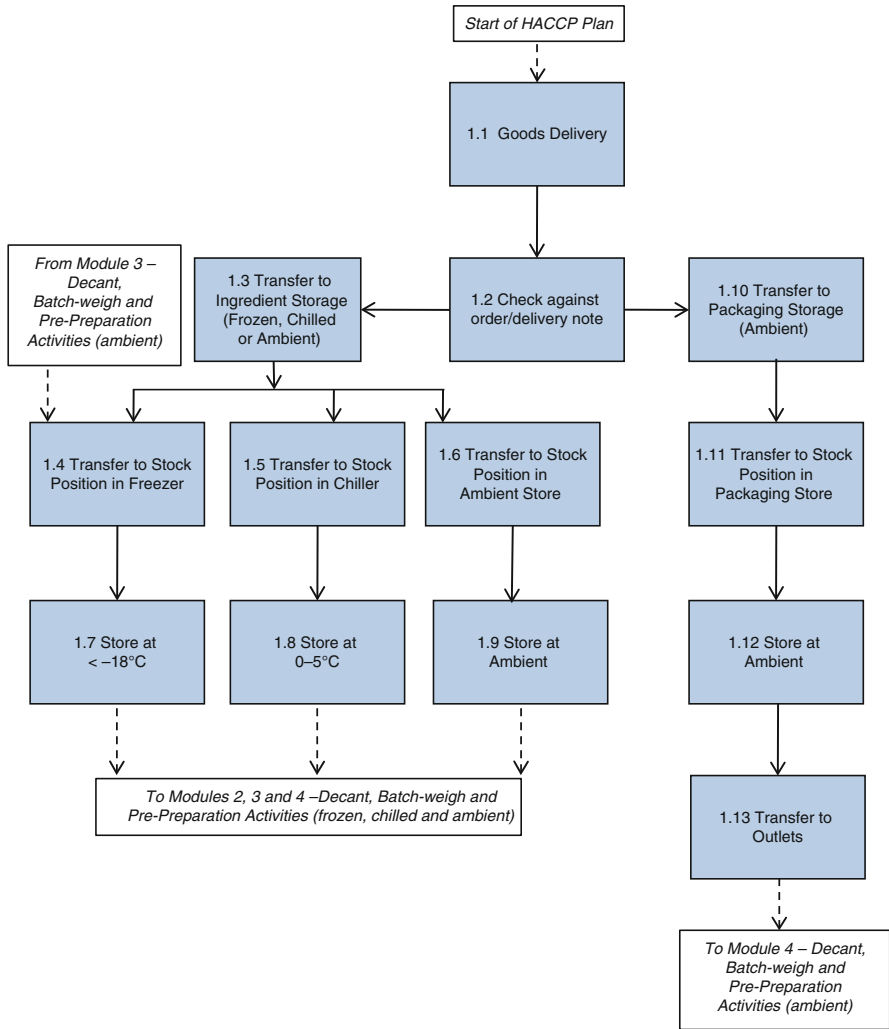 Start of HACCP Plan
1.1 Goods Delivery
From Module 3 –
Decant,
Batch-weigh and
Pre-Preparation
Activities (ambient)
1.3 Transfer to
Ingredient Storage
(Frozen, Chilled
or Ambient)
1.2 Check against
order/delivery note
1.10 Transfer to
Packaging Storage
(Ambient)
1.4 Transfer to Stock
Position in Freezer
1.5 Transfer to Stock
Position in Chiller
1.6 Transfer to Stock
Position in
Ambient Store
1.11 Transfer to Stock
Position in
Packaging Store
1.7 Store at
< –18°C
1.8 Store at
0–5°C
1.9 Store at
Ambient
1.12 Store at
Ambient
To Modules 2, 3 and 4 –Decant, Batch-weigh and
Pre-Preparation Activities (frozen, chilled and ambient)
1.13 Transfer to
Outlets
To Module 4 – Decant,
Batch-weigh and
Pre-Preparation
Activities (ambient)